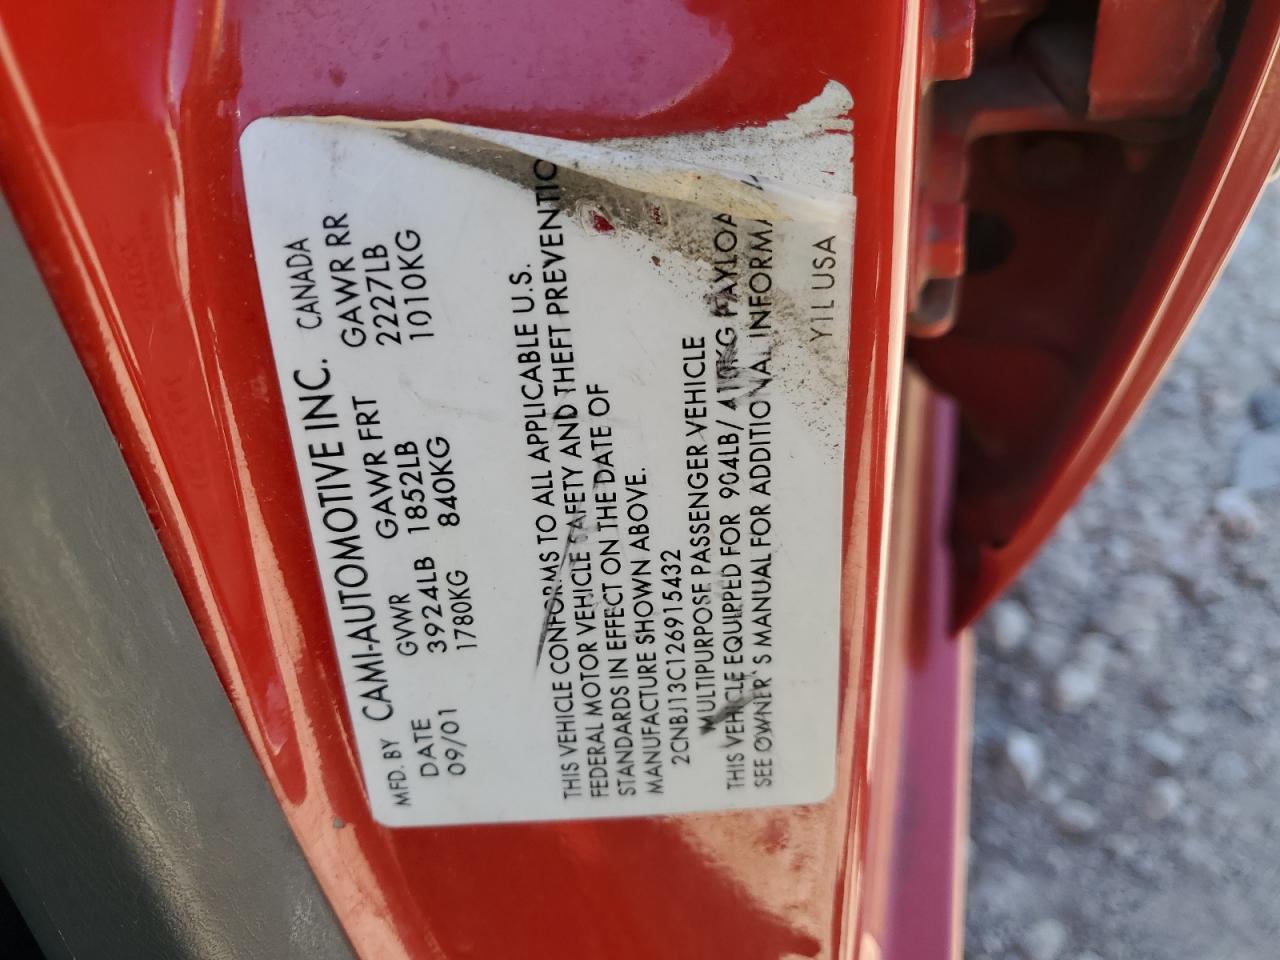 MFD. BY CAMI-AUTOMOTIVE INC. CANADA
DATE GVWR GAWR FRT GAWR RR
09/01 3924LB 1852LB 2227LB
1780KG 840KG 1010KG
THIS VEHICLE CONFORMS TO ALL APPLICABLE U.S.
FEDERAL MOTOR VEHICLE SAFETY AND THEFT PREVENTIO
STANDARDS IN EFFECT ON THE DATE OF
MANUFACTURE SHOWN ABOVE.
2CNBJ13C126915432
MULTIPURPOSE PASSENGER VEHICLE
THIS VEHICLE EQUIPPED FOR 904LB/ 410KG PAYLOA
SEE OWNER'S MANUAL FOR ADDITIONAL INFORMA
Y1L USA